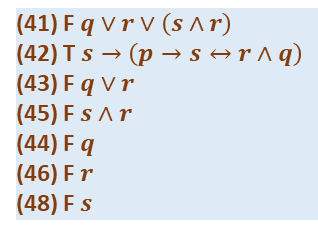 (41) F q ∨ r ∨ (s ∧ r)
(42) T s → (p → s ↔ r ∧ q)
(43) F q ∨ r
(45) F s ∧ r
(44) F q
(46) F r
(48) F s